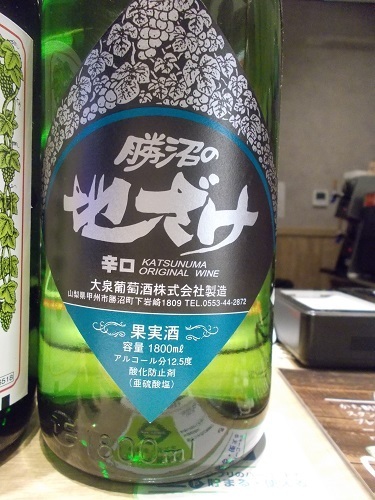 勝沼の
地ざけ
辛口
KATSUNUMA
ORIGINAL WINE
大泉葡萄酒株式会社製造
山梨県甲州市勝沼町下岩崎1809 TEL.0553-44-2872
果実酒
容量 1800㎖
アルコール分12.5度
酸化防止剤
(亜硫酸塩)
1800ml